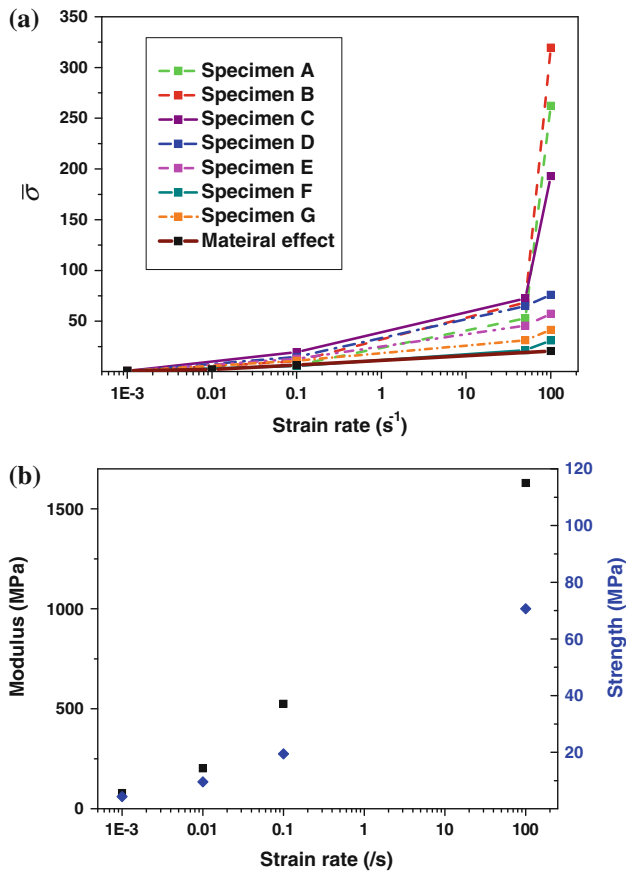 (a)
350
300
250
200
150
100
50
σ̅
Specimen A
Specimen B
Specimen C
Specimen D
Specimen E
Specimen F
Specimen G
Mateiral effect
1E-3 0.01 0.1 1 10 100
Strain rate (s⁻¹)
(b)
1500
1000
500
0
Modulus (MPa)
120
100
80
60
40
20
Strength (MPa)
1E-3 0.01 0.1 1 10 100
Strain rate (/s)